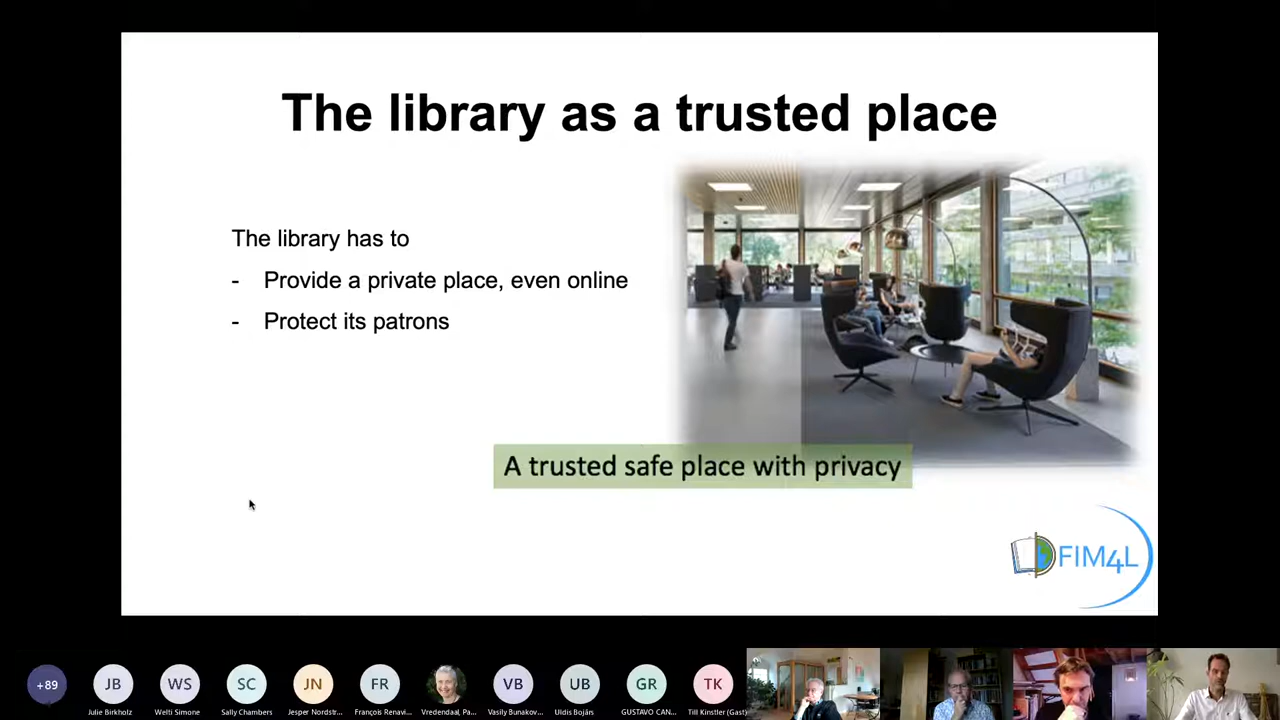 The library as a trusted place
The library has to
- Provide a private place, even online
- Protect its patrons
A trusted safe place with privacy
FIM4L
+89
JB
WS
SC
JN
FR
VB
UB
GR
TK
Julie Birkholz
Welti Simone
Sally Chambers
Jesper Nordstr...
François Renavi...
Vredendaal, Pa...
Vasily Bunakov...
Uldis Bojārs
GUSTAVO CAN...
Till Kinstler (Gast)